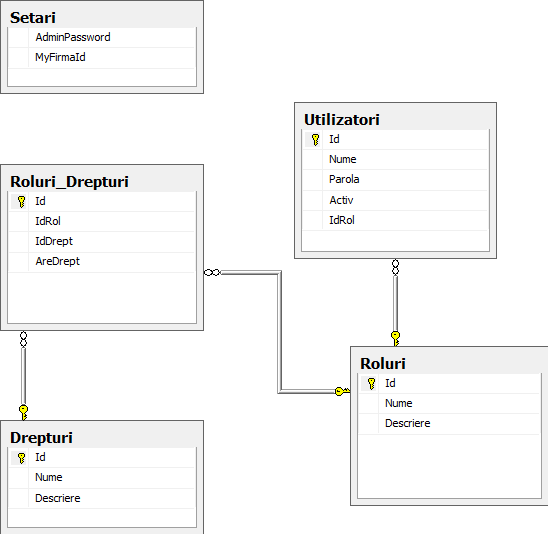 Setari
AdminPassword
MyFirmaId
Utilizatori
Id
Nume
Parola
Activ
IdRol
Roluri_Drepturi
Id
IdRol
IdDrept
AreDrept
Roluri
Id
Nume
Descriere
Drepturi
Id
Nume
Descriere